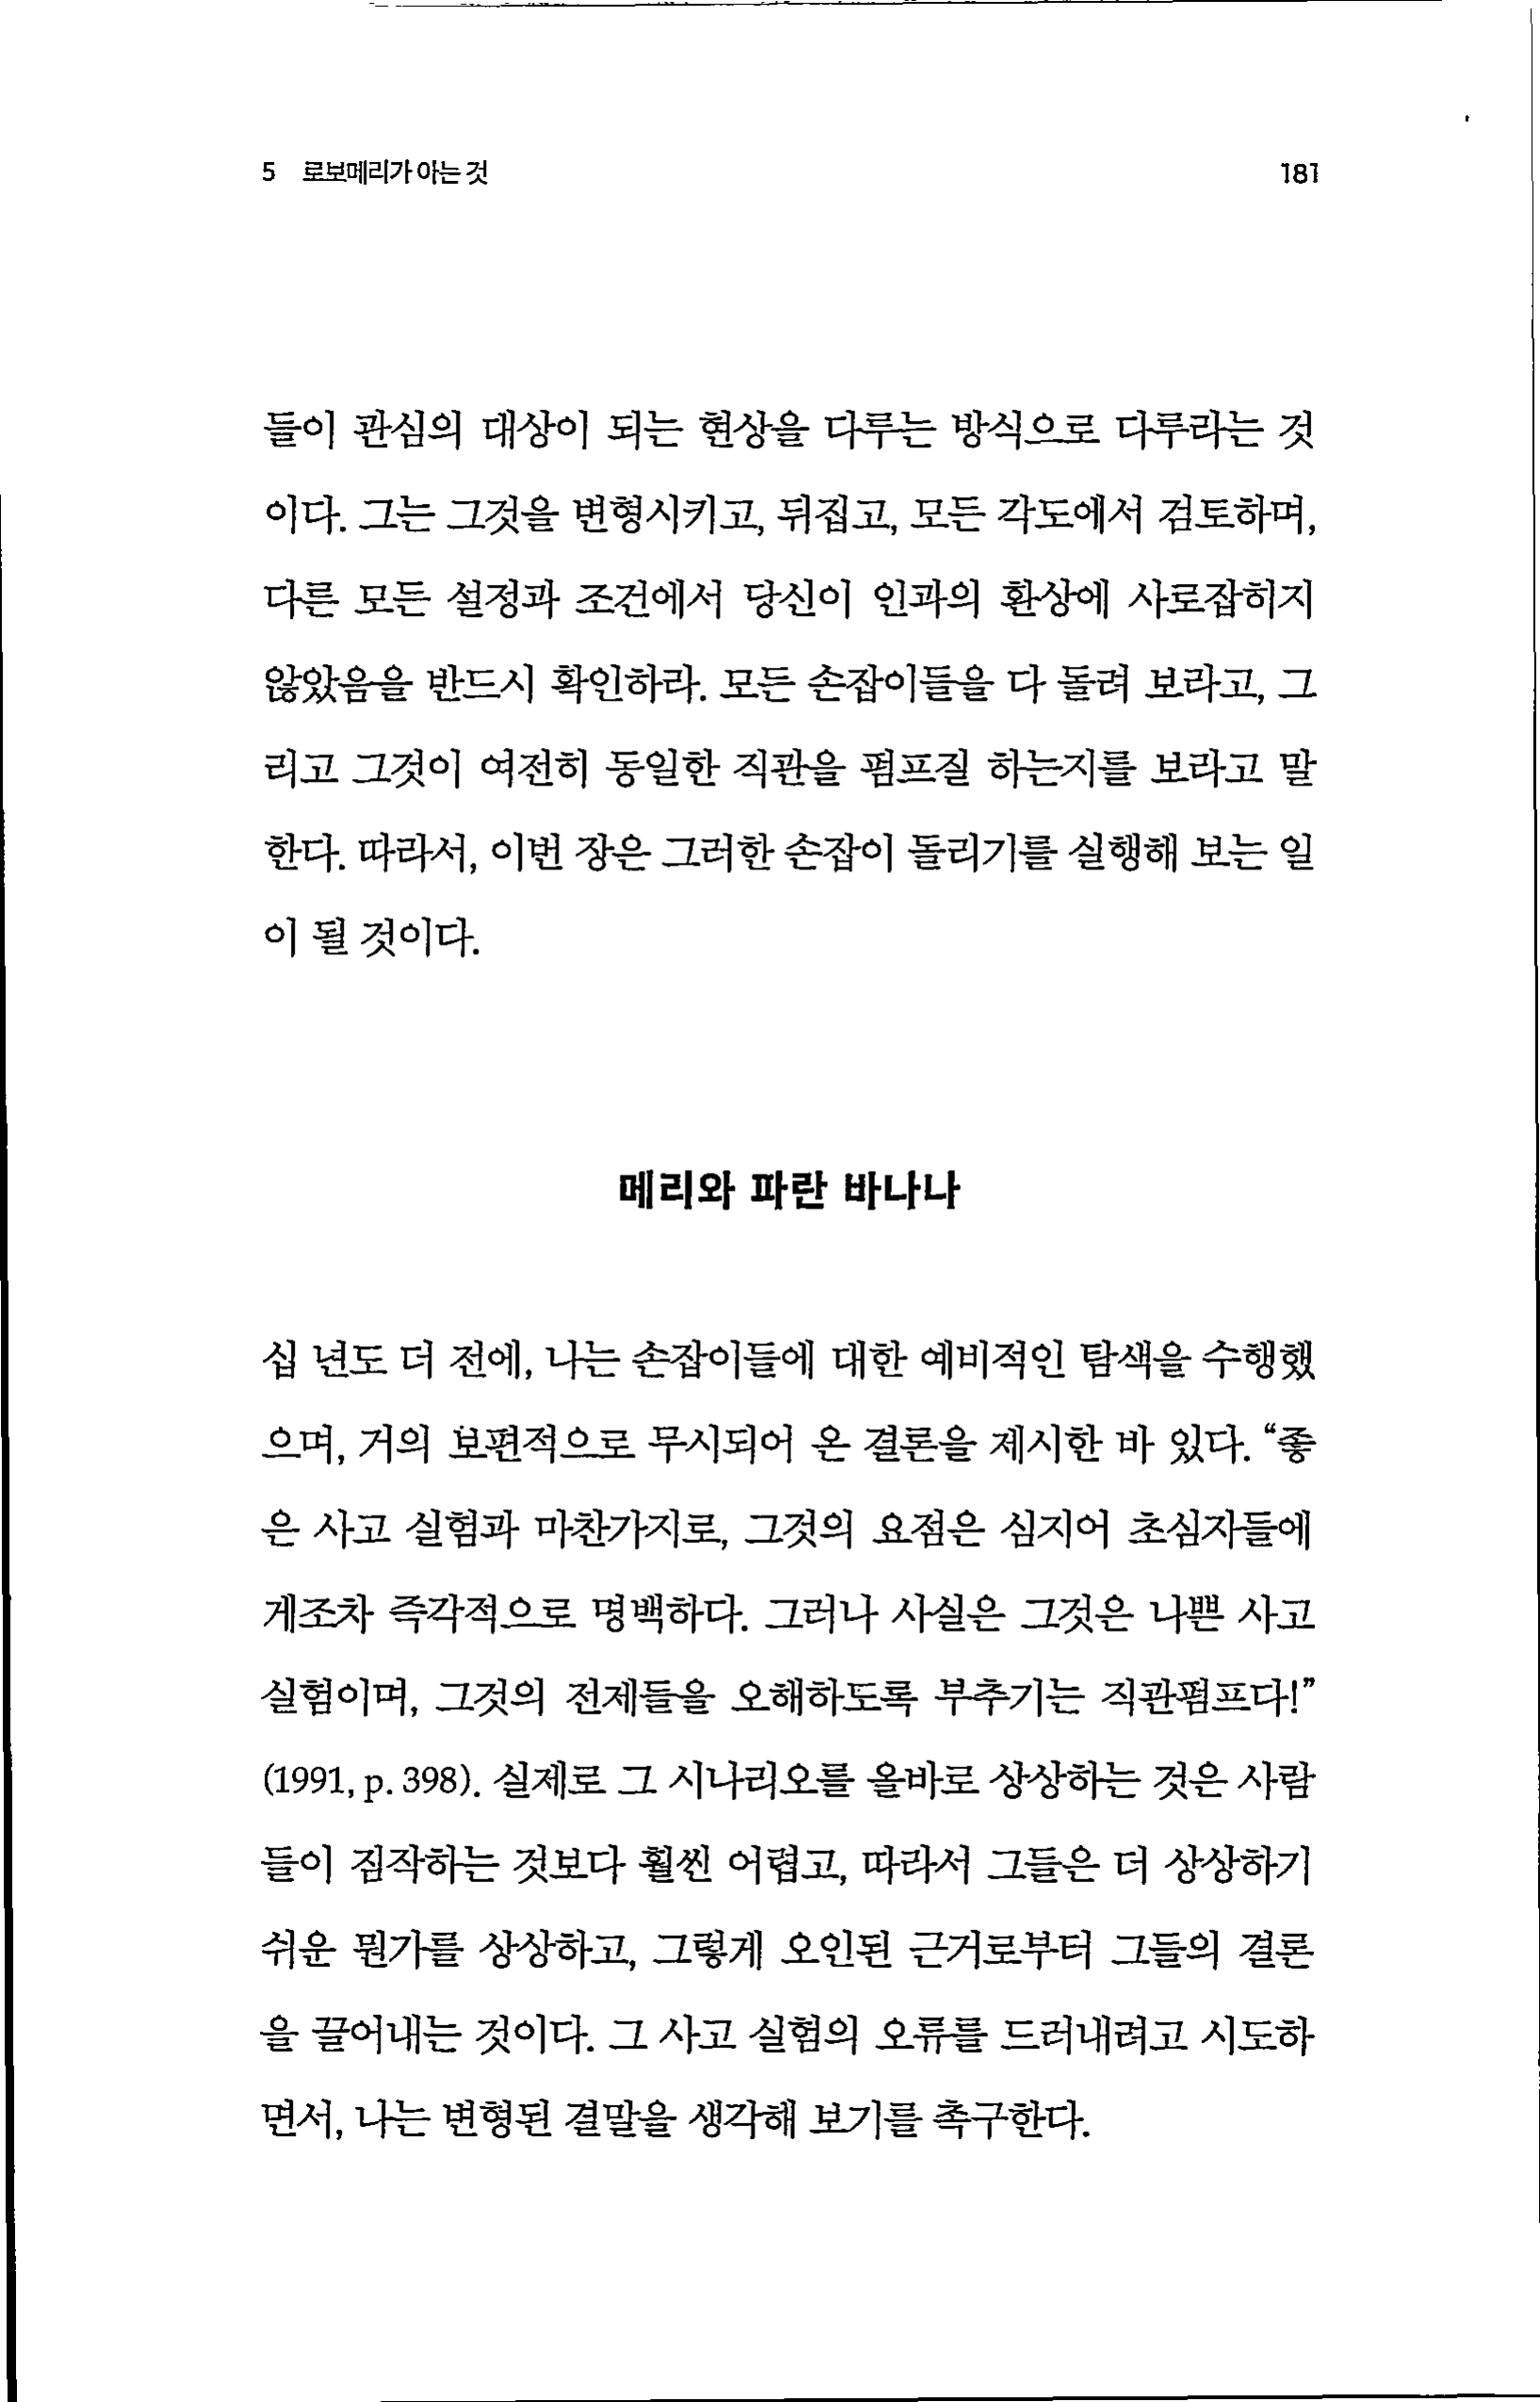 5 로보메리가 아는 것 181
들이 관심의 대상이 되는 현상을 다루는 방식으로 다루라는 것
이다. 그는 그것을 변형시키고, 뒤집고, 모든 각도에서 검토하며,
다른 모든 설정과 조건에서 당신이 인과의 환상에 사로잡히지
않았음을 반드시 확인하라. 모든 손잡이들을 다 돌려 보라고, 그
리고 그것이 여전히 동일한 직관을 펌프질 하는지를 보라고 말
한다. 따라서, 이번 장은 그러한 손잡이 돌리기를 실행해 보는 일
이 될 것이다.
메리와 파란 바나나
십 년도 더 전에, 나는 손잡이들에 대한 예비적인 탐색을 수행했
으며, 거의 보편적으로 무시되어 온 결론을 제시한 바 있다. “좋
은 사고 실험과 마찬가지로, 그것의 요점은 심지어 초심자들에
게조차 즉각적으로 명백하다. 그러나 사실은 그것은 나쁜 사고
실험이며, 그것의 전제들을 오해하도록 부추기는 직관펌프다!”
(1991, p. 398). 실제로 그 시나리오를 올바로 상상하는 것은 사람
들이 짐작하는 것보다 훨씬 어렵고, 따라서 그들은 더 상상하기
쉬운 뭔가를 상상하고, 그렇게 오인된 근거로부터 그들의 결론
을 끌어내는 것이다. 그 사고 실험의 오류를 드러내려고 시도하
면서, 나는 변형된 결말을 생각해 보기를 촉구한다.